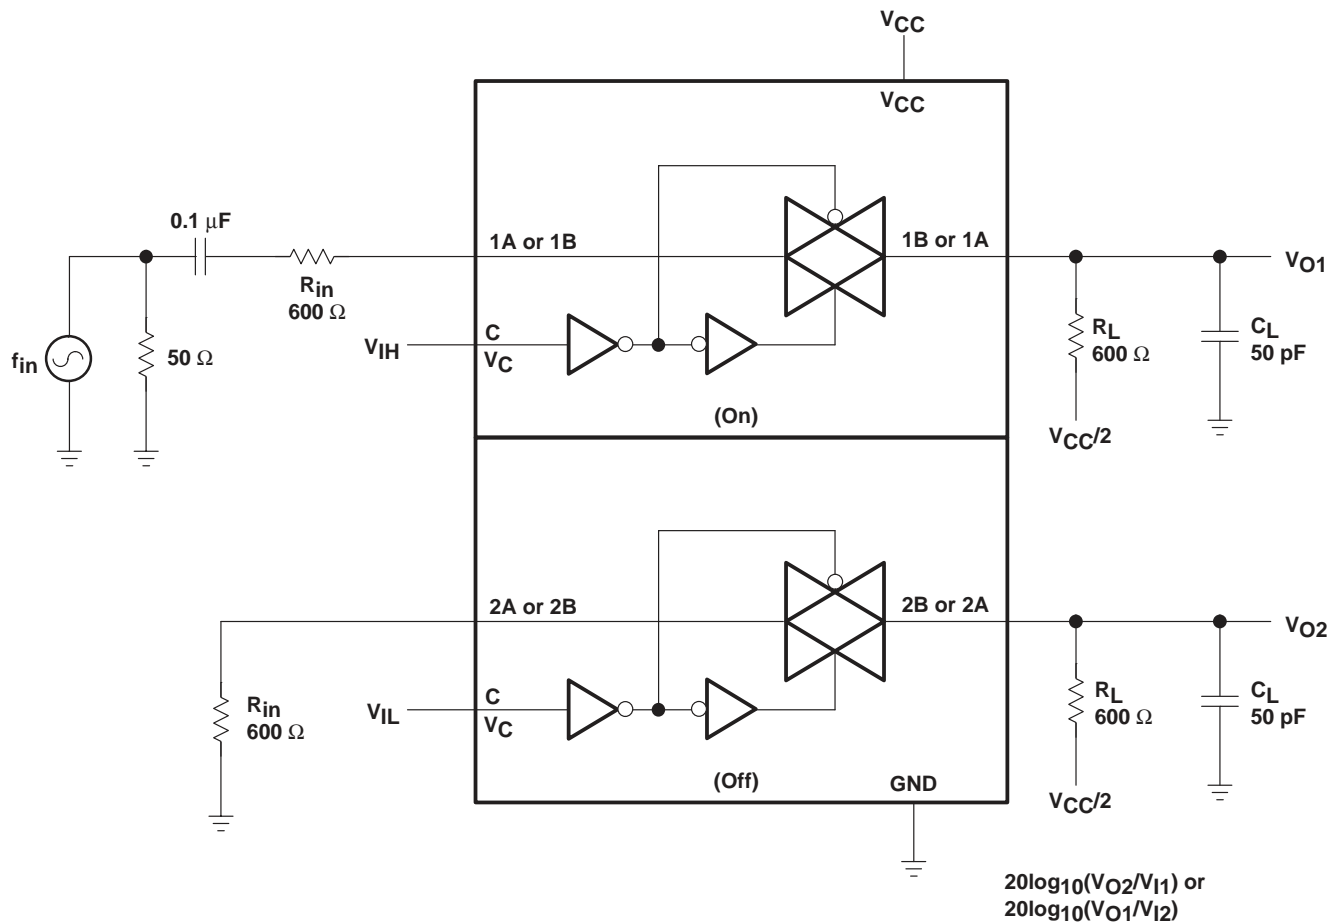 VCC
VCC
0.1 μF
1A or 1B
1B or 1A
VO1
Rin
600 Ω
fin
50 Ω
VIH
C
VC
RL
600 Ω
CL
50 pF
(On)
VCC/2
2A or 2B
2B or 2A
VO2
Rin
600 Ω
VIL
C
VC
RL
600 Ω
CL
50 pF
(Off)
GND
VCC/2
20log10(VO2/VI1) or
20log10(VO1/VI2)